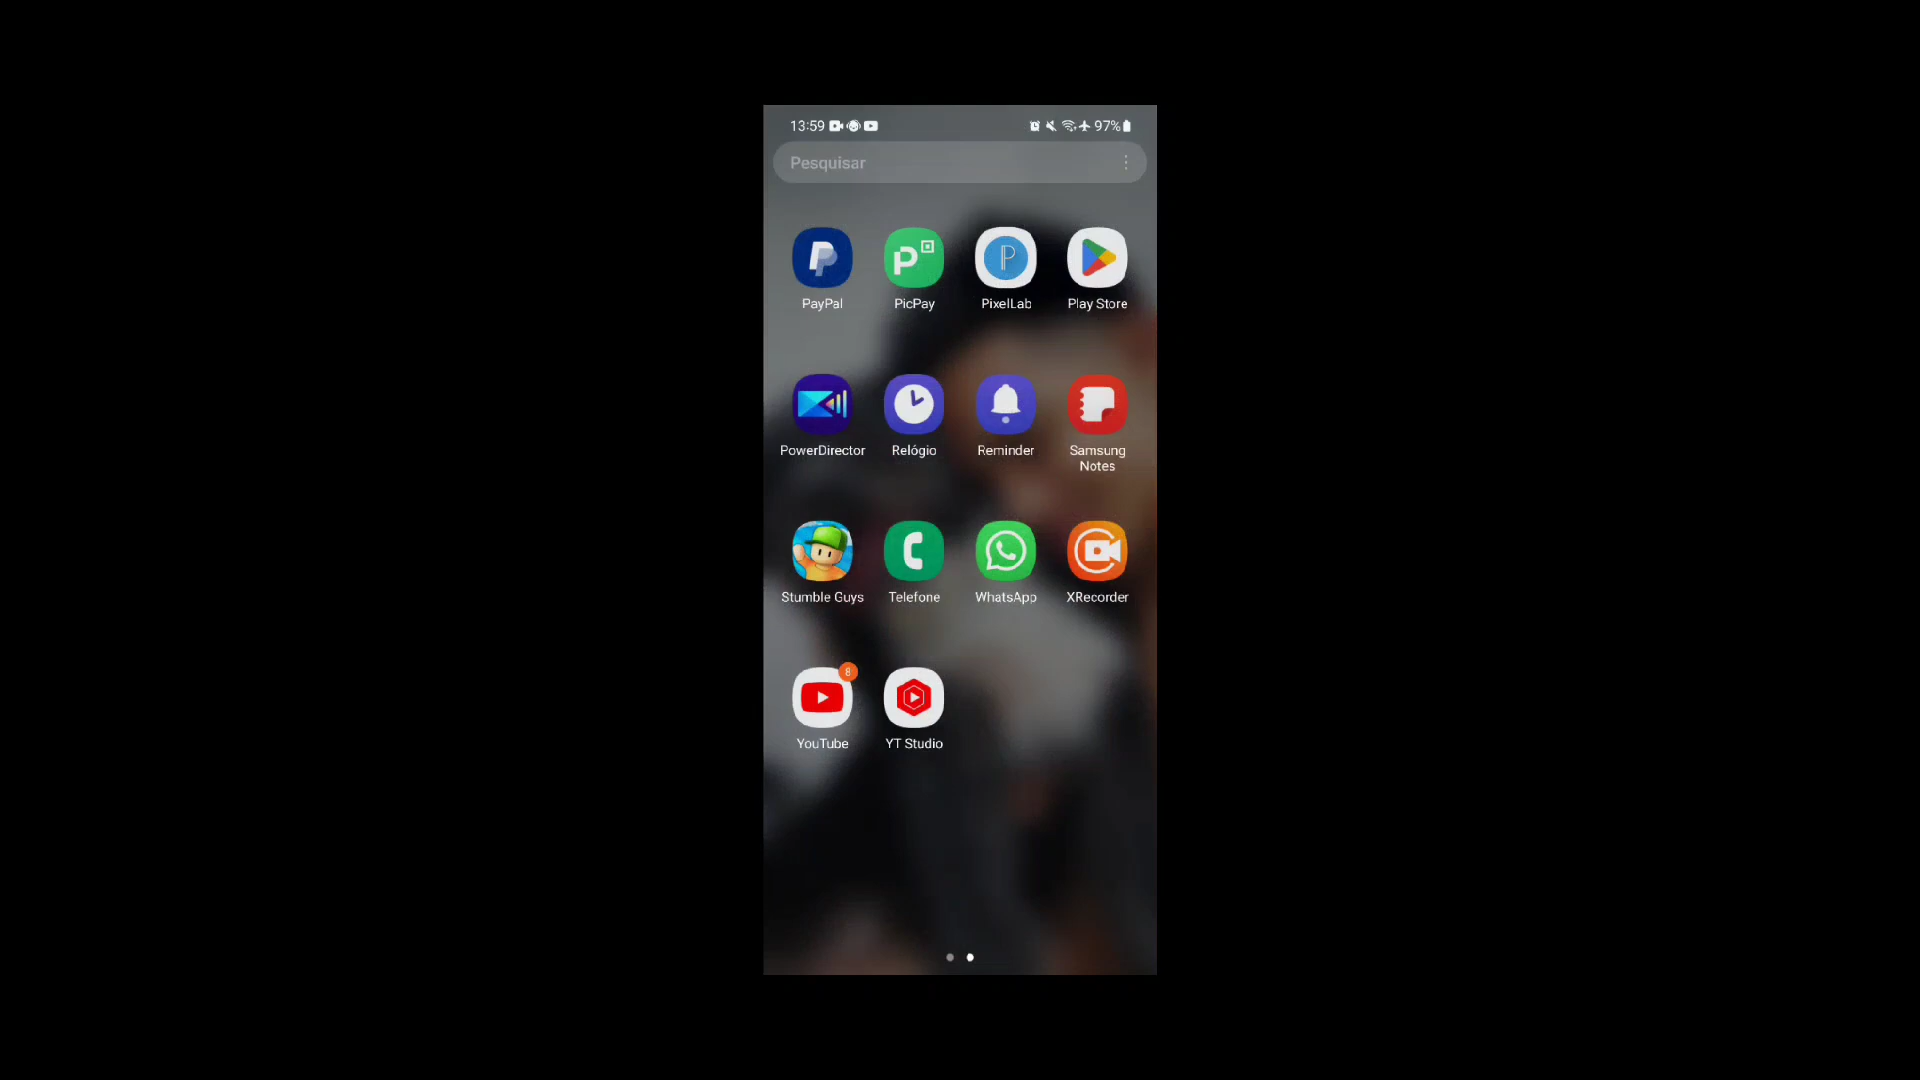 13:59 97%
Pesquisar
PayPal PicPay PixelLab Play Store
PowerDirector Relógio Reminder Samsung Notes
Stumble Guys Telefone WhatsApp XRecorder
8
YouTube YT Studio